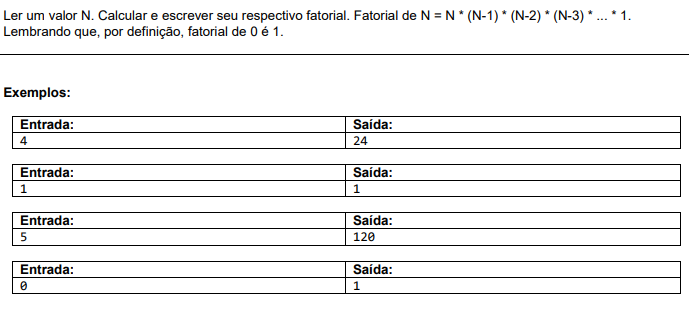 Ler um valor N. Calcular e escrever seu respectivo fatorial. Fatorial de N = N * (N-1) * (N-2) * (N-3) * ... * 1.
Lembrando que, por definição, fatorial de 0 é 1.
Exemplos:
Entrada: Saída:
4 24
Entrada: Saída:
1 1
Entrada: Saída:
5 120
Entrada: Saída:
0 1